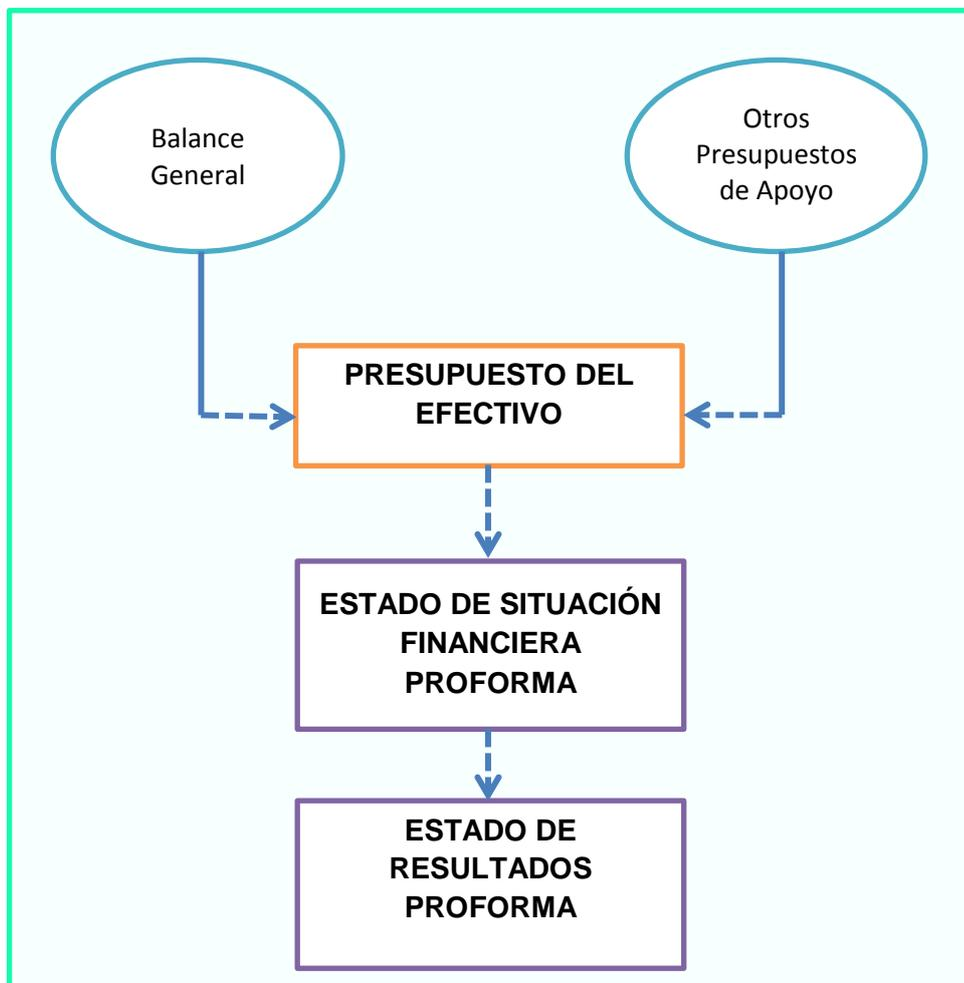 Balance
General
Otros
Presupuestos
de Apoyo
PRESUPUESTO DEL
EFECTIVO
ESTADO DE SITUACIÓN
FINANCIERA
PROFORMA
ESTADO DE
RESULTADOS
PROFORMA